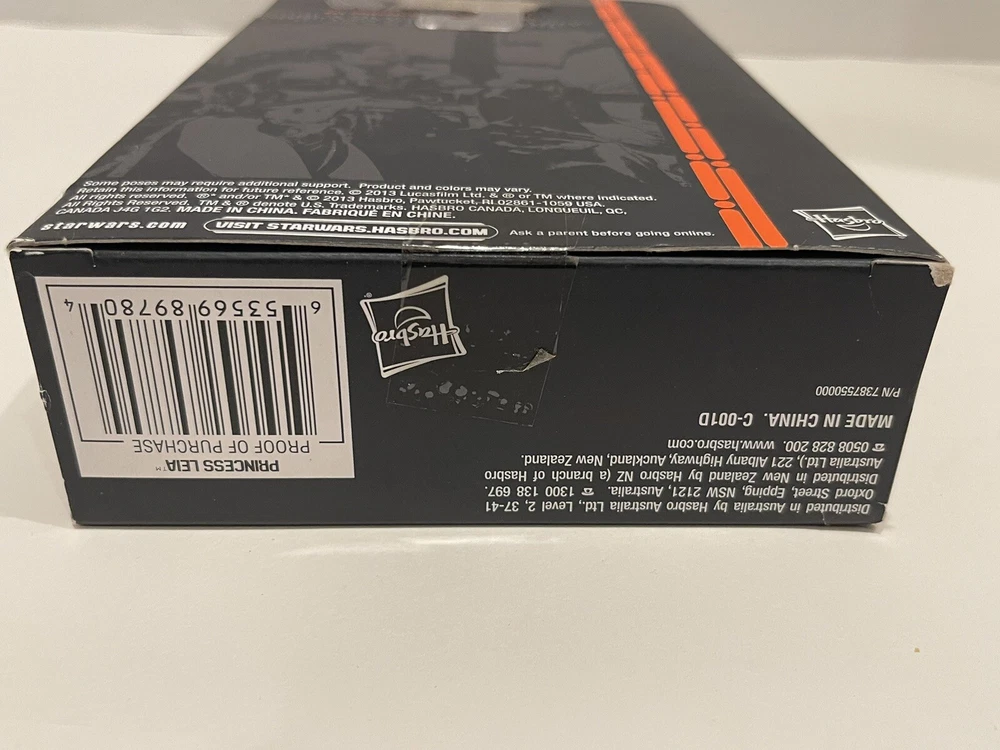 Some poses may require additional support. Product and colors may vary.
Retain this information for future reference. © 2013 Lucasfilm Ltd. & ® or TM where indicated.
All rights reserved. ® and/or TM* & © 2013 Hasbro, Pawtucket, RI 02861-1059 USA.
All Rights Reserved. TM & ® denote U.S. Trademarks. HASBRO CANADA, LONGUEUIL, QC,
CANADA J4G 1G2. MADE IN CHINA. FABRIQUÉ EN CHINE.
starwars.com VISIT STARWARS.HASBRO.COM Ask a parent before going online.
Hasbro
Distributed in Australia by Hasbro Australia Ltd., Level 2, 37-41
Oxford Street, Epping, NSW 2121, Australia. ☎ 1300 138 697.
Distributed in New Zealand by Hasbro NZ (a branch of Hasbro
Australia Ltd.), 221 Albany Highway, Auckland, New Zealand.
☎ 0508 828 200. www.hasbro.com
MADE IN CHINA. C-001D
P/N 7387550000
Hasbro
®
PRINCESS LEIA™
PROOF OF PURCHASE
6 53569 89780 4